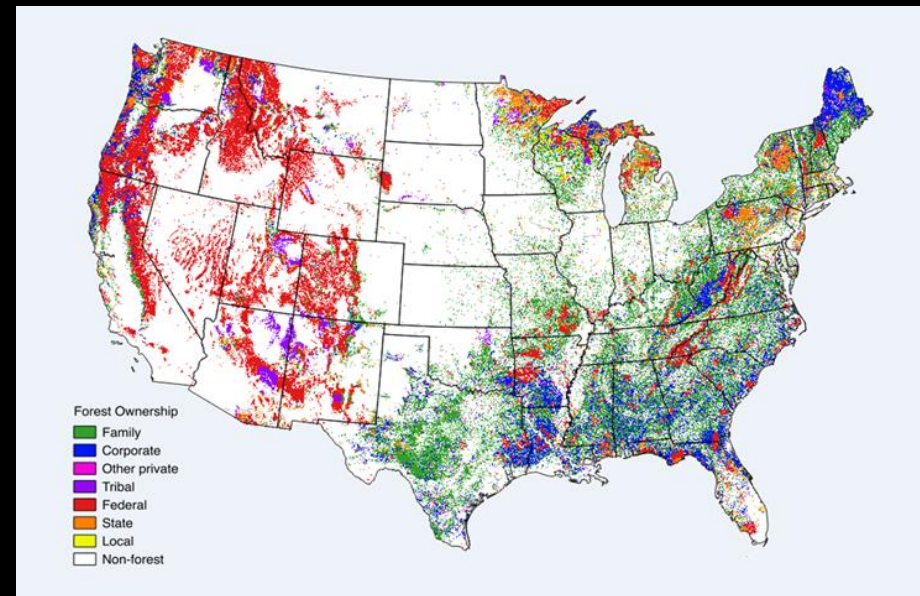 Forest Ownership
Family
Corporate
Other private
Tribal
Federal
State
Local
Non-forest